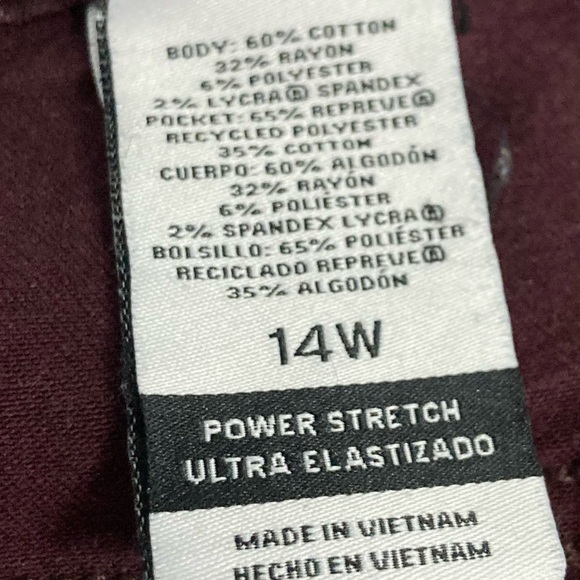 BODY: 60% COTTON
32% RAYON
6% POLYESTER
2% LYCRA® SPANDEX
POCKET: 65% REPREVE®
RECYCLED POLYESTER
35% COTTON
CUERPO: 60% ALGODÓN
32% RAYÓN
6% POLIÉSTER
2% SPANDEX LYCRA®
BOLSILLO: 65% POLIÉSTER
RECICLADO REPREVE®
35% ALGODÓN
14W
POWER STRETCH
ULTRA ELASTIZADO
MADE IN VIETNAM
HECHO EN VIETNAM